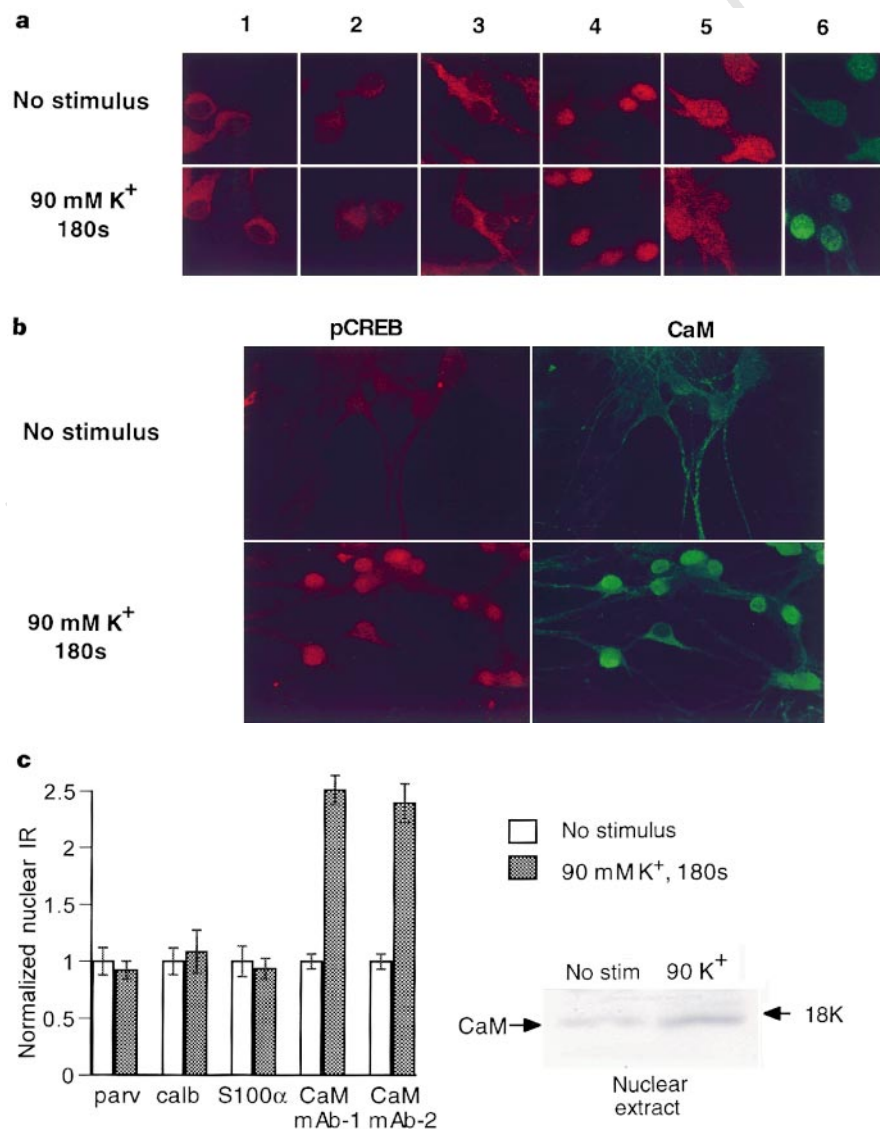 a
1 2 3 4 5 6
No stimulus
90 mM K+
180s
b
pCREB CaM
No stimulus
90 mM K+
180s
c
Normalized nuclear IR
2.5
2
1.5
1
0.5
0
parv calb S100α CaM mAb-1 CaM mAb-2
No stimulus
90 mM K+, 180s
No stim 90 K+
CaM
18K
Nuclear
extract